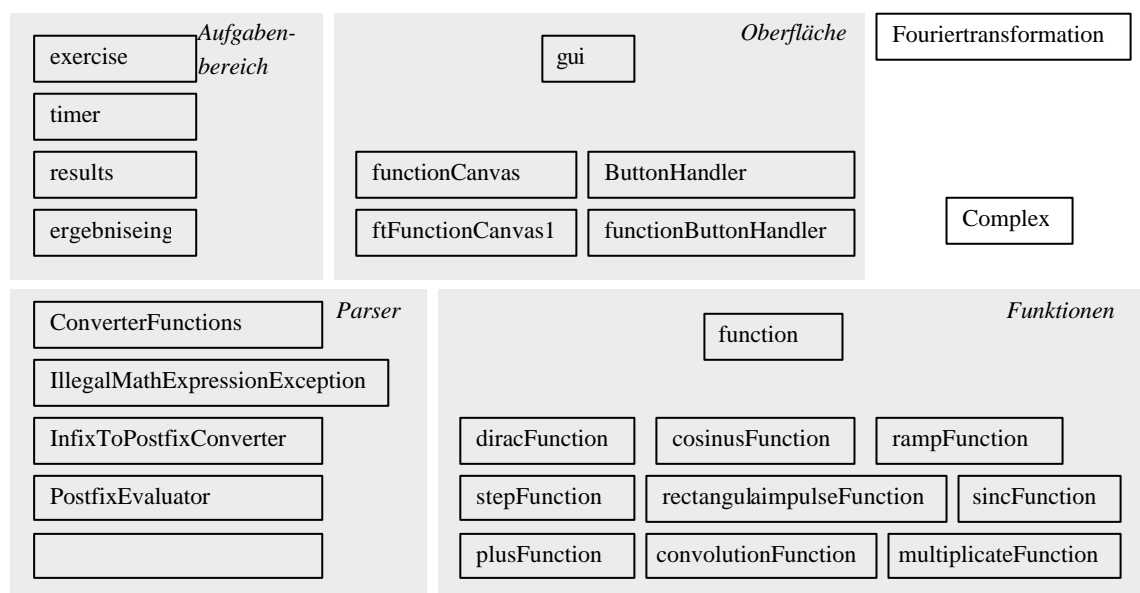 Aufgaben-
bereich
exercise
timer
results
ergebniseing
Oberfläche
gui
functionCanvas
ButtonHandler
ftFunctionCanvas1
functionButtonHandler
Fouriertransformation
Complex
Parser
ConverterFunctions
IllegalMathExpressionException
InfixToPostfixConverter
PostfixEvaluator
Funktionen
function
diracFunction
cosinusFunction
rampFunction
stepFunction
rectangulaimpulseFunction
sincFunction
plusFunction
convolutionFunction
multiplicateFunction